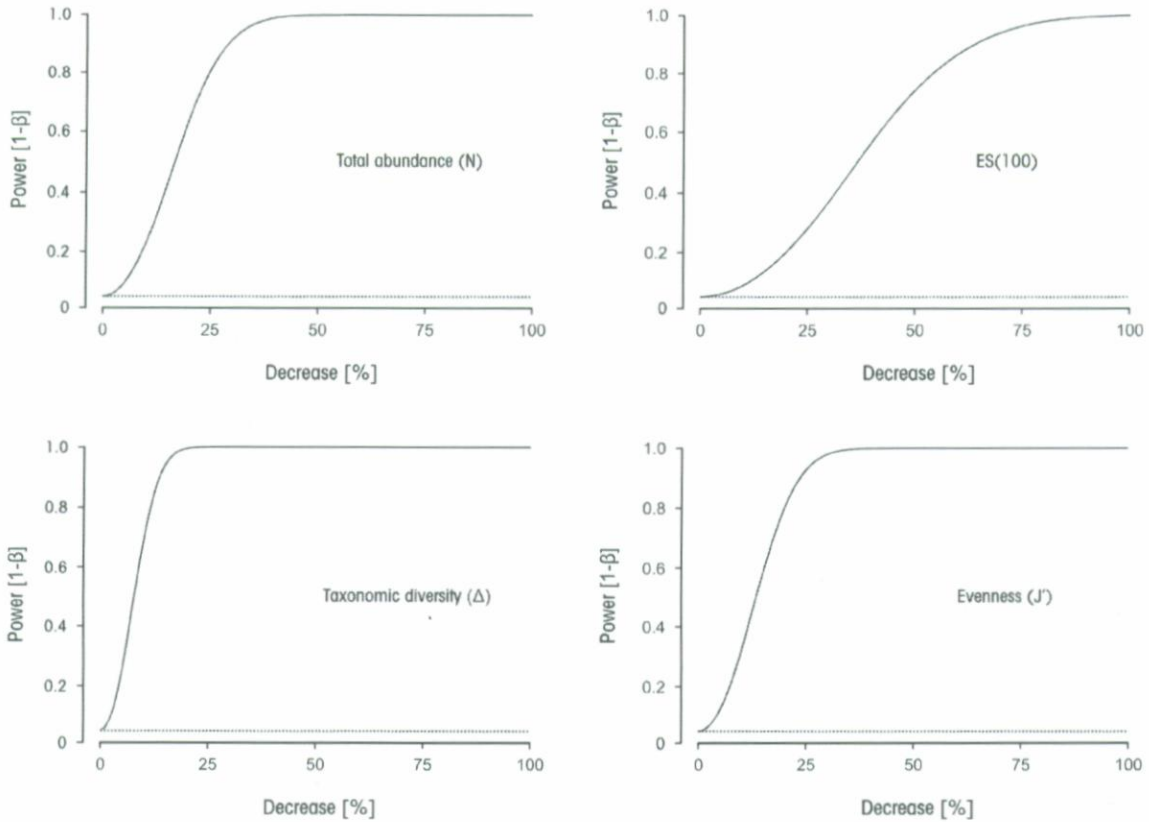 1.0
0.8
0.6
0.4
0.2
0
Power [1-β]
Total abundance (N)
0 25 50 75 100
Decrease [%]
1.0
0.8
0.6
0.4
0.2
0
Power [1-β]
ES(100)
0 25 50 75 100
Decrease [%]
1.0
0.8
0.6
0.4
0.2
0
Power [1-β]
Taxonomic diversity (Δ)
0 25 50 75 100
Decrease [%]
1.0
0.8
0.6
0.4
0.2
0
Power [1-β]
Evenness (J')
0 25 50 75 100
Decrease [%]